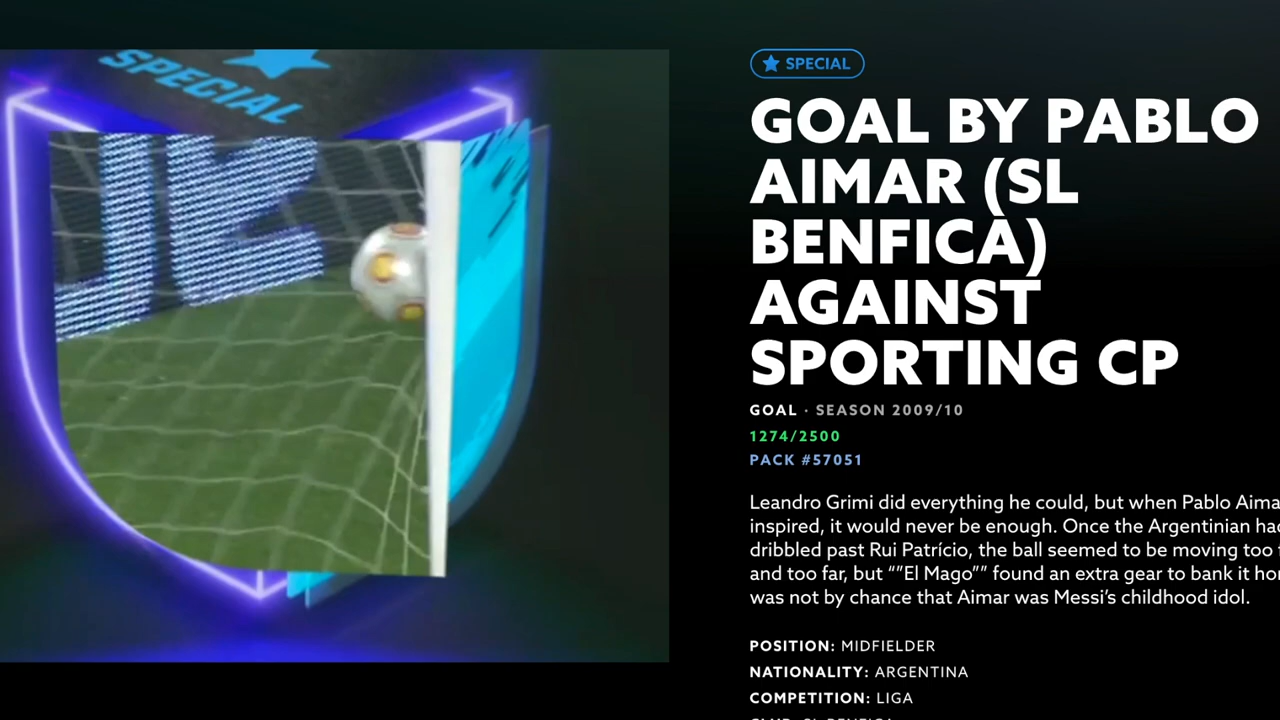 SPECIAL
SPECIAL
GOAL BY PABLO
AIMAR (SL
BENFICA)
AGAINST
SPORTING CP
GOAL · SEASON 2009/10
1274/2500
PACK #57051
Leandro Grimi did everything he could, but when Pablo Aima
inspired, it would never be enough. Once the Argentinian ha
dribbled past Rui Patrício, the ball seemed to be moving too
and too far, but “”El Mago”” found an extra gear to bank it ho
was not by chance that Aimar was Messi’s childhood idol.
POSITION: MIDFIELDER
NATIONALITY: ARGENTINA
COMPETITION: LIGA